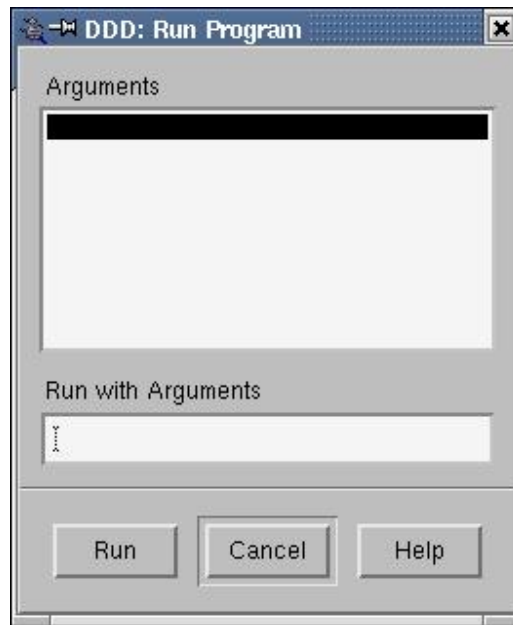 DDD: Run Program
Arguments
Run with Arguments
Run Cancel Help